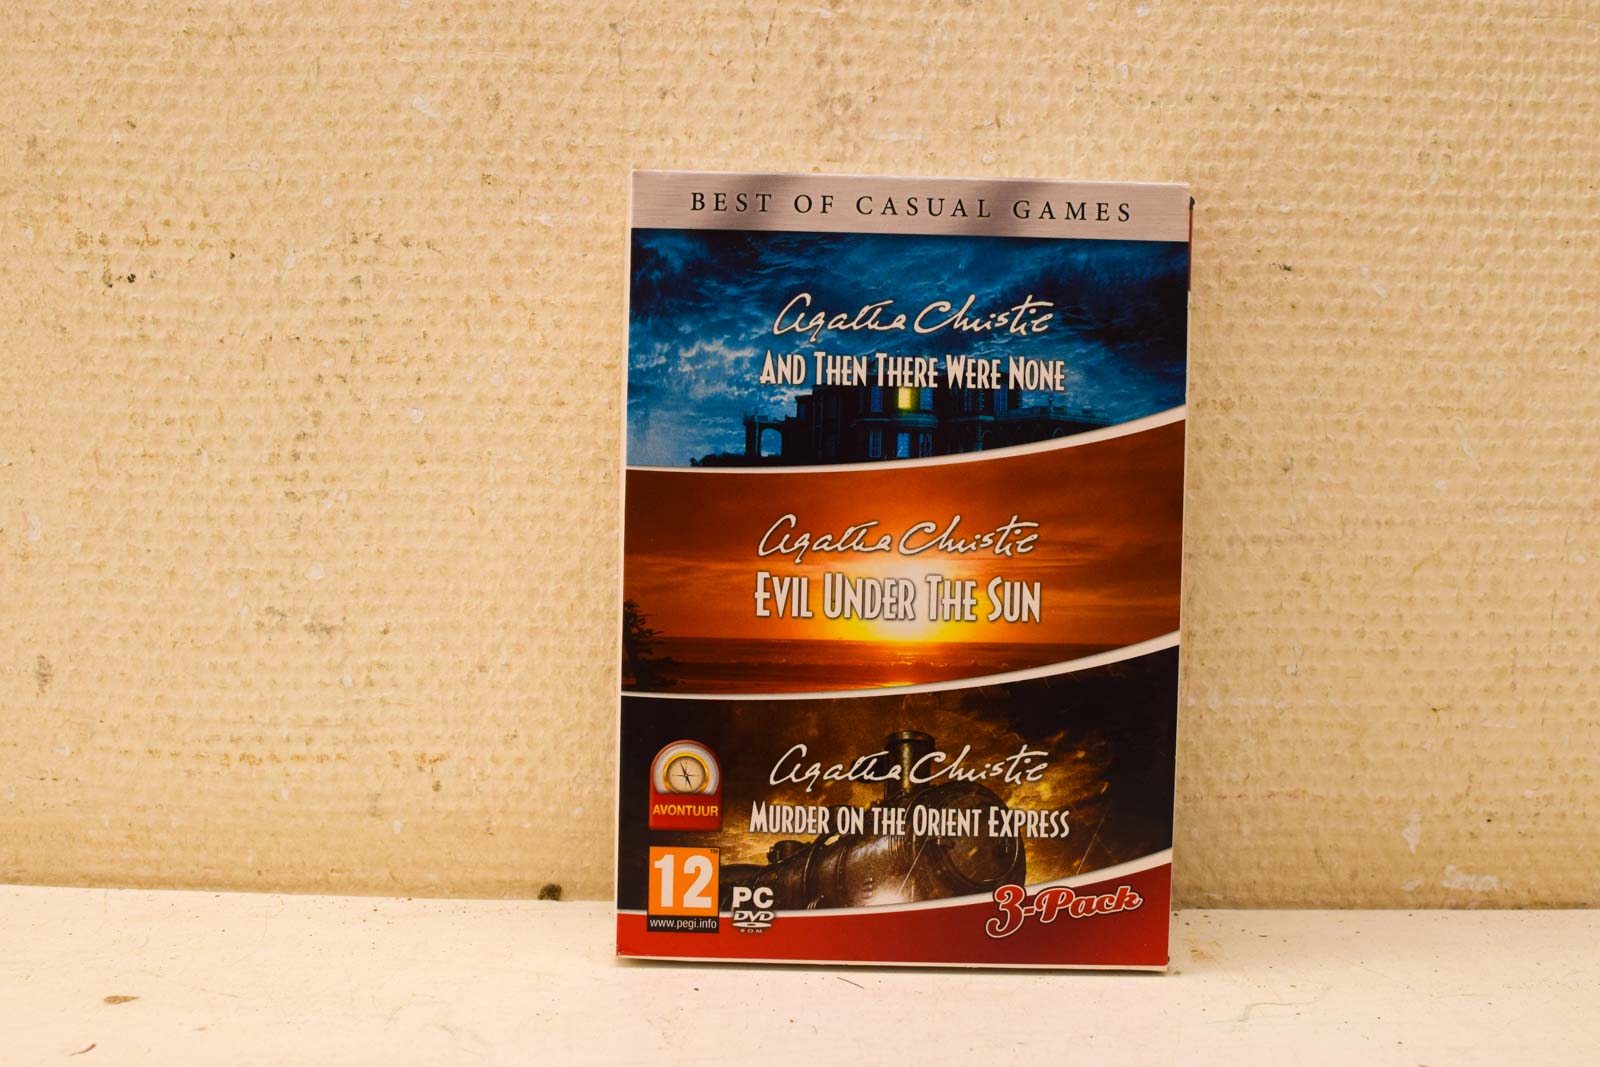 BEST OF CASUAL GAMES
Agatha Christie
AND THEN THERE WERE NONE
Agatha Christie
EVIL UNDER THE SUN
Agatha Christie
MURDER ON THE ORIENT EXPRESS
AVONTUUR
12™
www.pegi.info
PC
DVD
ROM
3-Pack